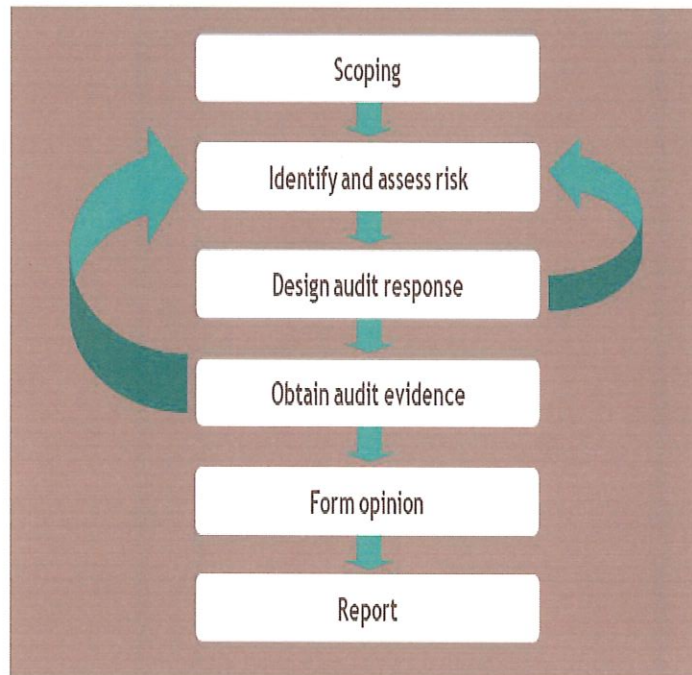 Scoping
Identify and assess risk
Design audit response
Obtain audit evidence
Form opinion
Report